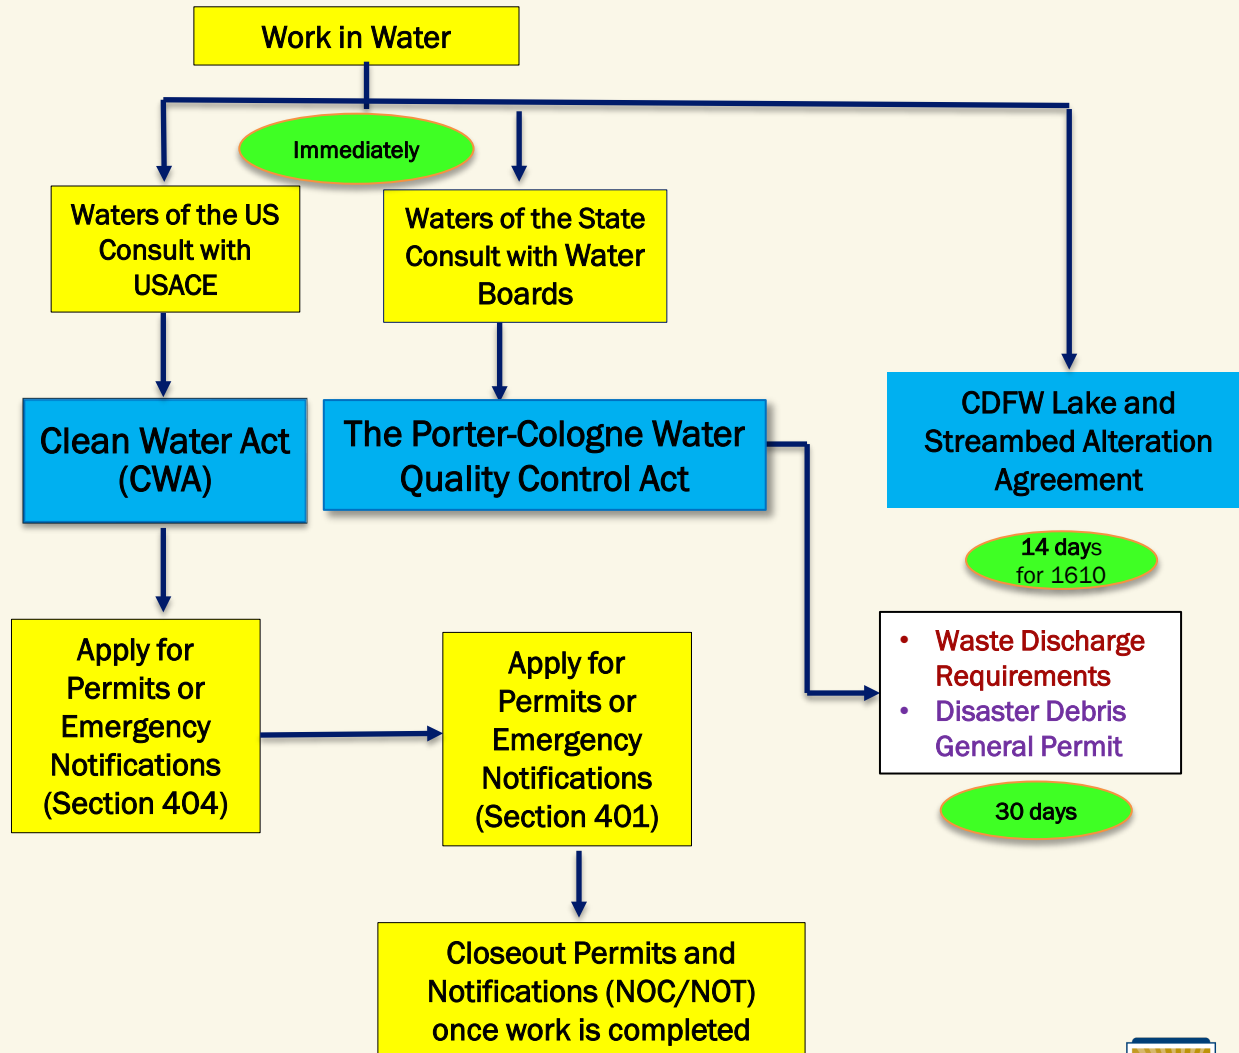 Work in Water
Immediately
Waters of the US
Consult with
USACE
Waters of the State
Consult with Water
Boards
Clean Water Act
(CWA)
The Porter-Cologne Water
Quality Control Act
CDFW Lake and
Streambed Alteration
Agreement
14 days
for 1610
Apply for
Permits or
Emergency
Notifications
(Section 404)
Apply for
Permits or
Emergency
Notifications
(Section 401)
• Waste Discharge
Requirements
• Disaster Debris
General Permit
30 days
Closeout Permits and
Notifications (NOC/NOT)
once work is completed